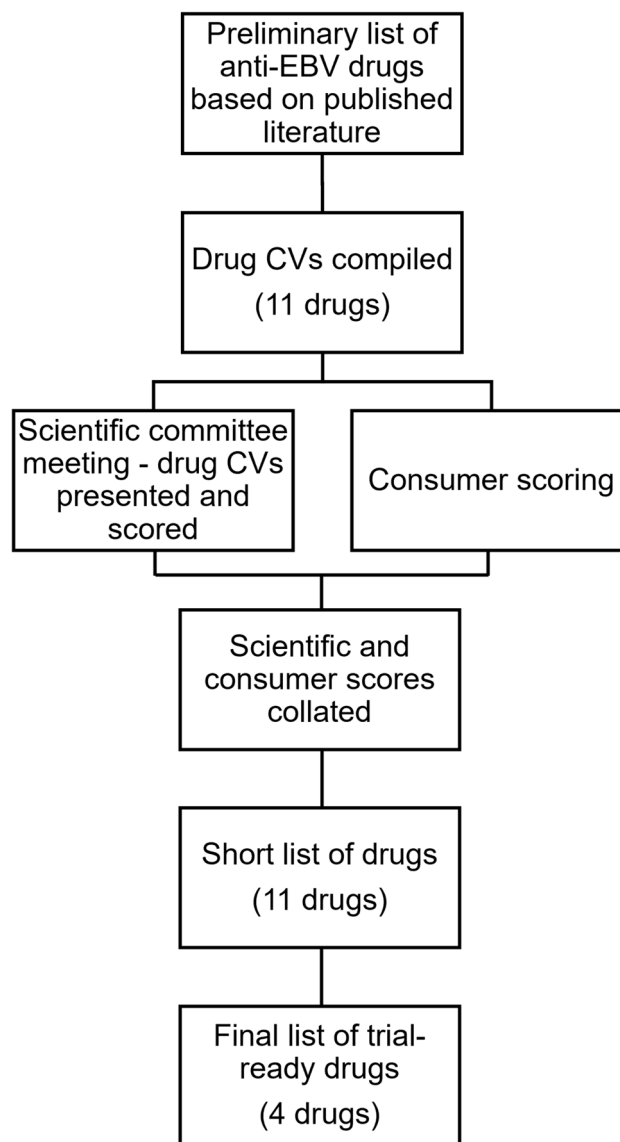 Preliminary list of
anti-EBV drugs
based on published
literature
Drug CVs compiled
(11 drugs)
Scientific committee
meeting - drug CVs
presented and
scored
Consumer scoring
Scientific and
consumer scores
collated
Short list of drugs
(11 drugs)
Final list of trial-
ready drugs
(4 drugs)